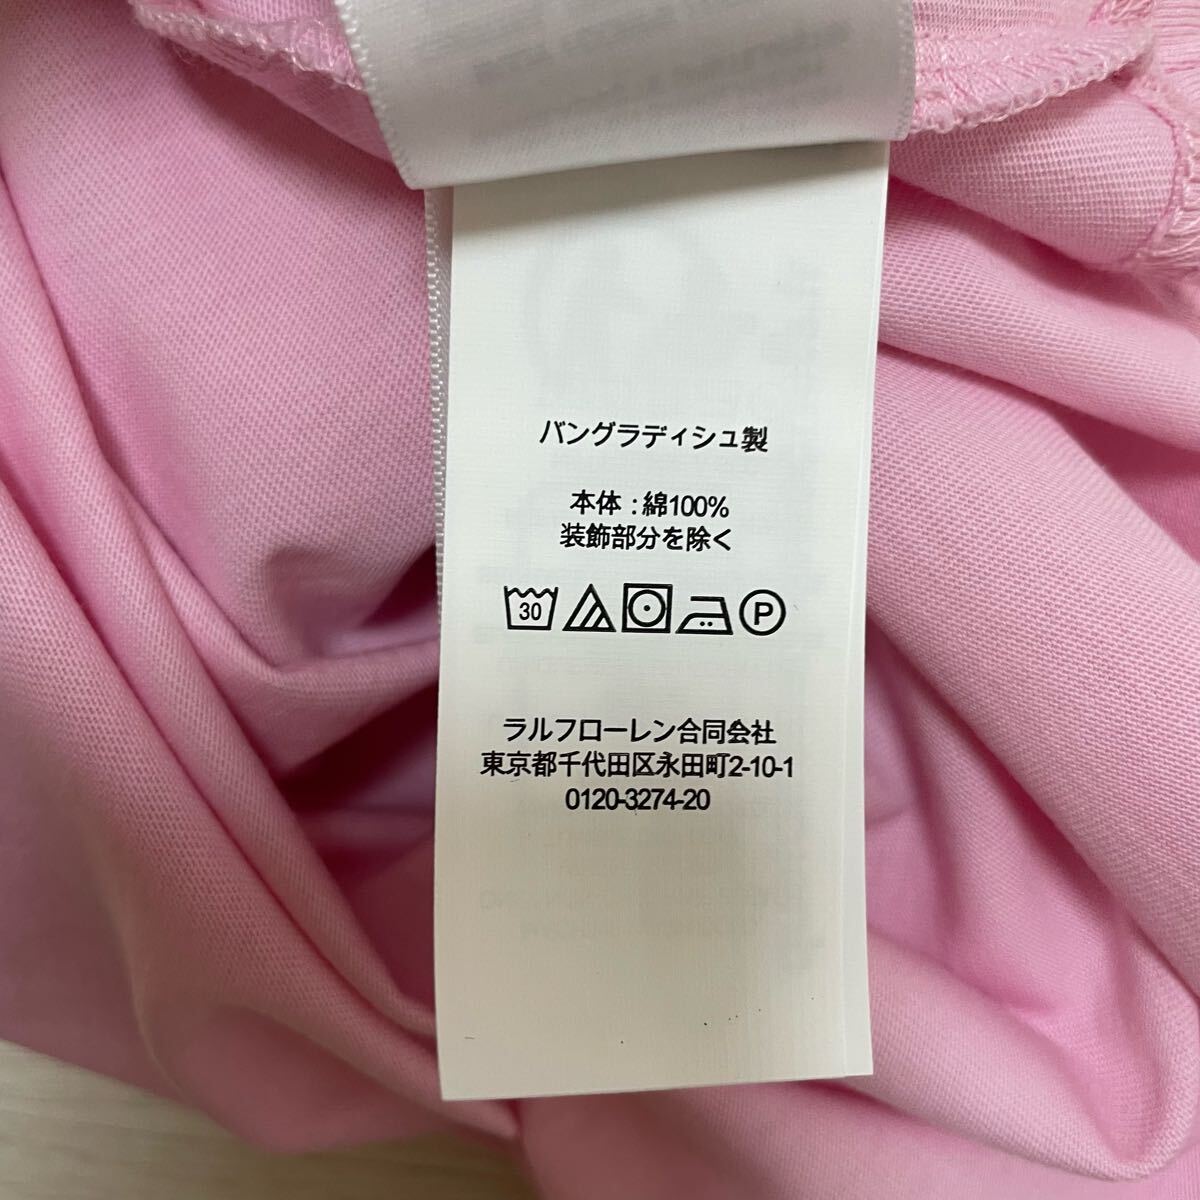 バングラディシュ製
本体：綿100%
装飾部分を除く
30 P
ラルフローレン合同会社
東京都千代田区永田町2-10-1
0120-3274-20